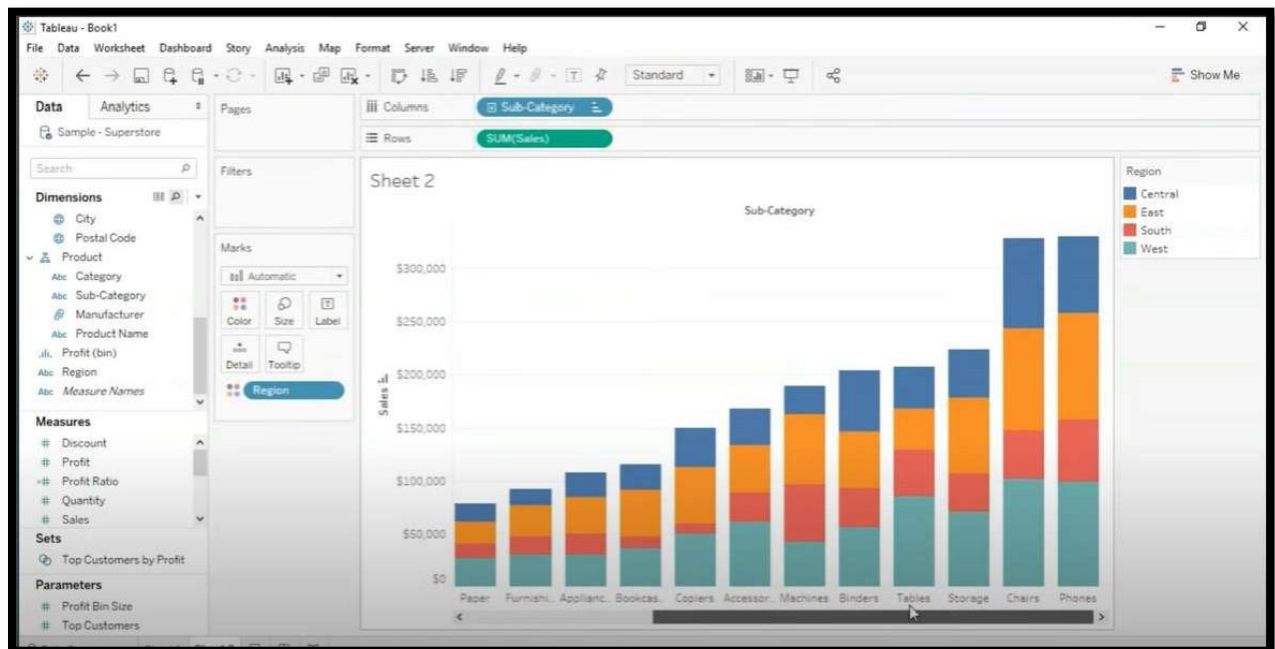 Tableau - Book1
File Data Worksheet Dashboard Story Analysis Map Format Server Window Help
Standard
Show Me
Data Analytics
Pages
Columns
Sub-Category
Sample - Superstore
Rows
SUM(Sales)
Search
Filters
Dimensions
City
Postal Code
Product
Abc Category
Abc Sub-Category
Manufacturer
Abc Product Name
Profit (bin)
Abc Region
Abc Measure Names
Measures
# Discount
# Profit
=# Profit Ratio
# Quantity
# Sales
Sets
Top Customers by Profit
Parameters
# Profit Bin Size
# Top Customers
Marks
Automatic
Color Size Label
Detail Tooltip
Region
Sheet 2
Sub-Category
Sales
$300,000
$250,000
$200,000
$150,000
$100,000
$50,000
$0
Paper Furnishi.. Applianc.. Bookcas.. Copiers Accessor.. Machines Binders Tables Storage Chairs Phones
Region
Central
East
South
West